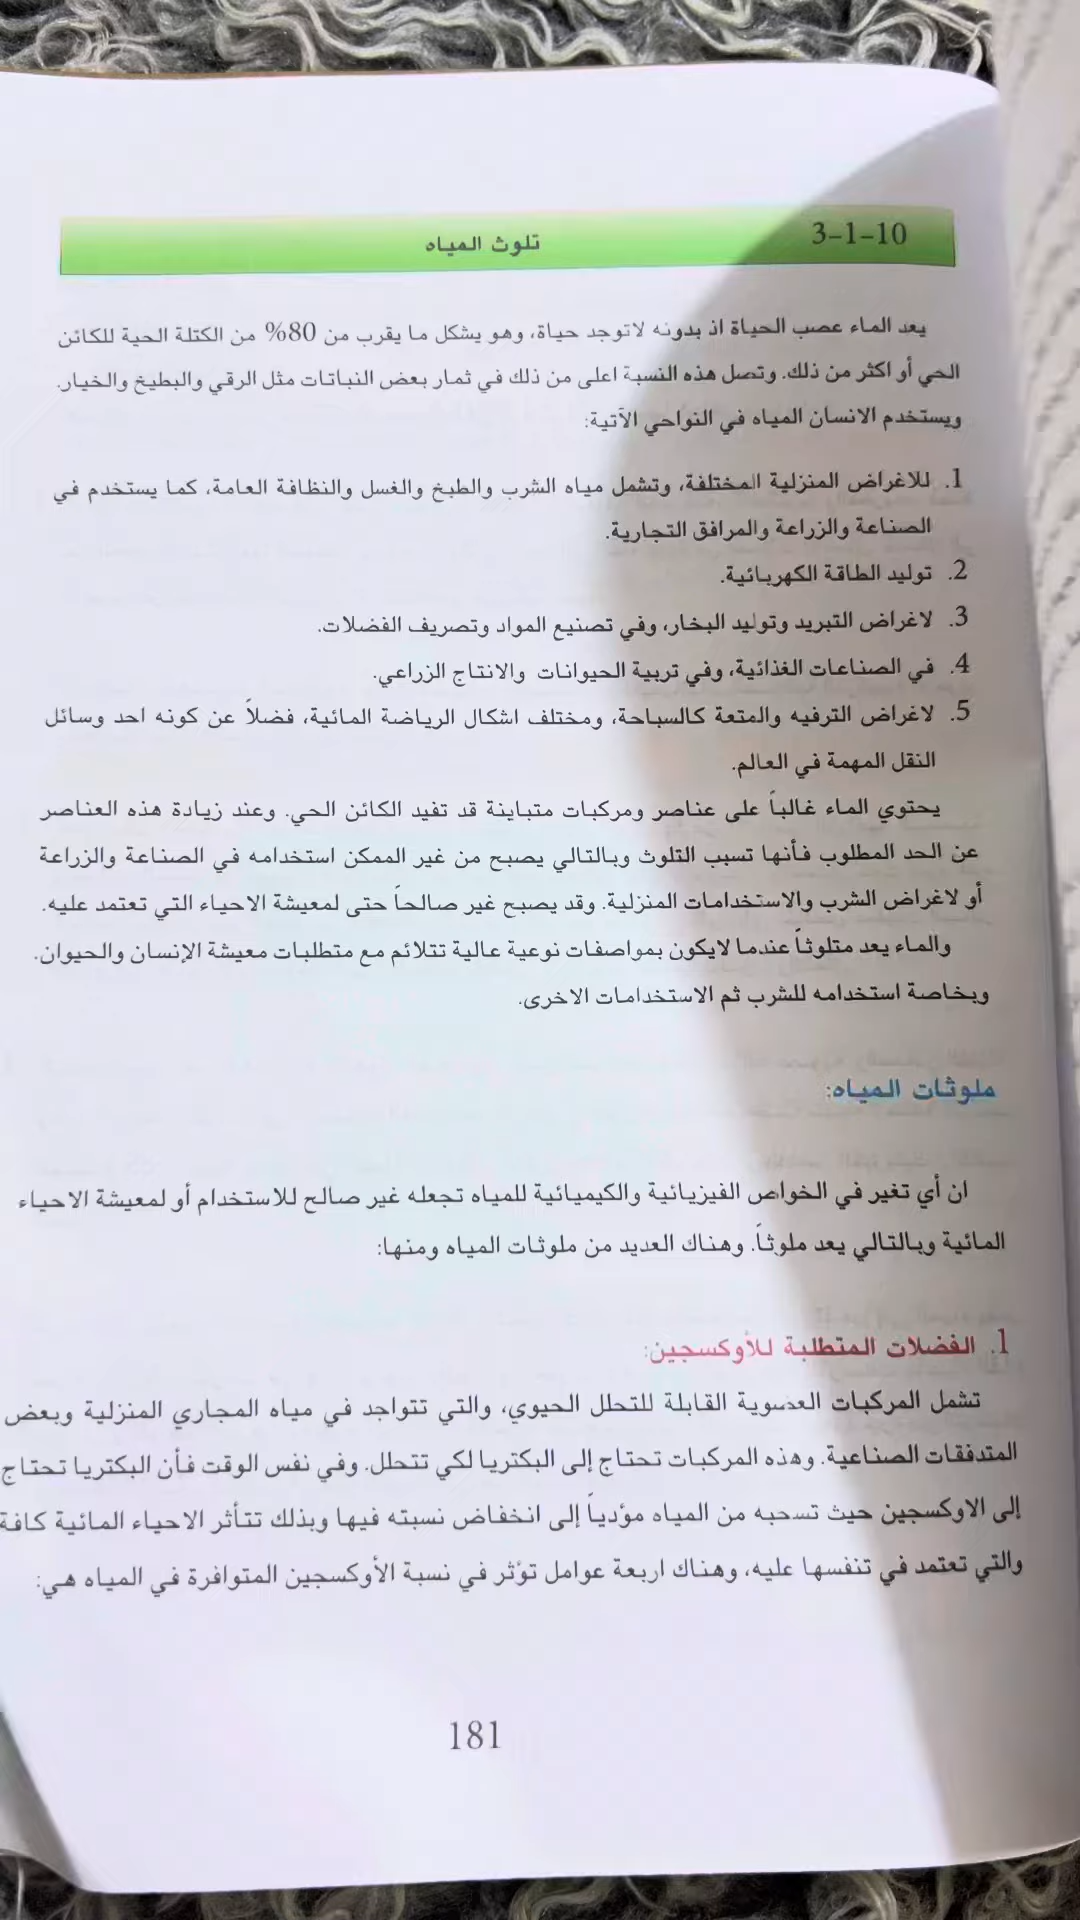 3-1-10 تلوث المياه
يعد الماء عصب الحياة اذ بدونه لاتوجد حياة، وهو يشكل ما يقرب من 80% من الكتلة الحية للكائن
الحي أو اكثر من ذلك. وتصل هذه النسبة اعلى من ذلك في ثمار بعض النباتات مثل الرقي والبطيخ والخيار.
ويستخدم الانسان المياه في النواحي الآتية:
1. للاغراض المنزلية المختلفة، وتشمل مياه الشرب والطبخ والغسل والنظافة العامة، كما يستخدم في
الصناعة والزراعة والمرافق التجارية.
2. توليد الطاقة الكهربائية.
3. لاغراض التبريد وتوليد البخار، وفي تصنيع المواد وتصريف الفضلات.
4. في الصناعات الغذائية، وفي تربية الحيوانات والانتاج الزراعي.
5. لاغراض الترفيه والمتعة كالسباحة، ومختلف اشكال الرياضة المائية، فضلاً عن كونه احد وسائل
النقل المهمة في العالم.
يحتوي الماء غالباً على عناصر ومركبات متباينة قد تفيد الكائن الحي. وعند زيادة هذه العناصر
عن الحد المطلوب فأنها تسبب التلوث وبالتالي يصبح من غير الممكن استخدامه في الصناعة والزراعة
أو لاغراض الشرب والاستخدامات المنزلية. وقد يصبح غير صالحاً حتى لمعيشة الاحياء التي تعتمد عليه.
والماء يعد متلوثاً عندما لايكون بمواصفات نوعية عالية تتلائم مع متطلبات معيشة الإنسان والحيوان.
وبخاصة استخدامه للشرب ثم الاستخدامات الاخرى.
ملوثات المياه:
ان أي تغير في الخواص الفيزيائية والكيميائية للمياه تجعله غير صالح للاستخدام أو لمعيشة الاحياء
المائية وبالتالي يعد ملوثاً. وهناك العديد من ملوثات المياه ومنها:
1. الفضلات المتطلبة للأوكسجين:
تشمل المركبات العضوية القابلة للتحلل الحيوي، والتي تتواجد في مياه المجاري المنزلية وبعض
المتدفقات الصناعية. وهذه المركبات تحتاج إلى البكتريا لكي تتحلل. وفي نفس الوقت فأن البكتريا تحتاج
إلى الاوكسجين حيث تسحبه من المياه مؤدياً إلى انخفاض نسبته فيها وبذلك تتأثر الاحياء المائية كافة
والتي تعتمد في تنفسها عليه، وهناك اربعة عوامل تؤثر في نسبة الأوكسجين المتوافرة في المياه هي:
181